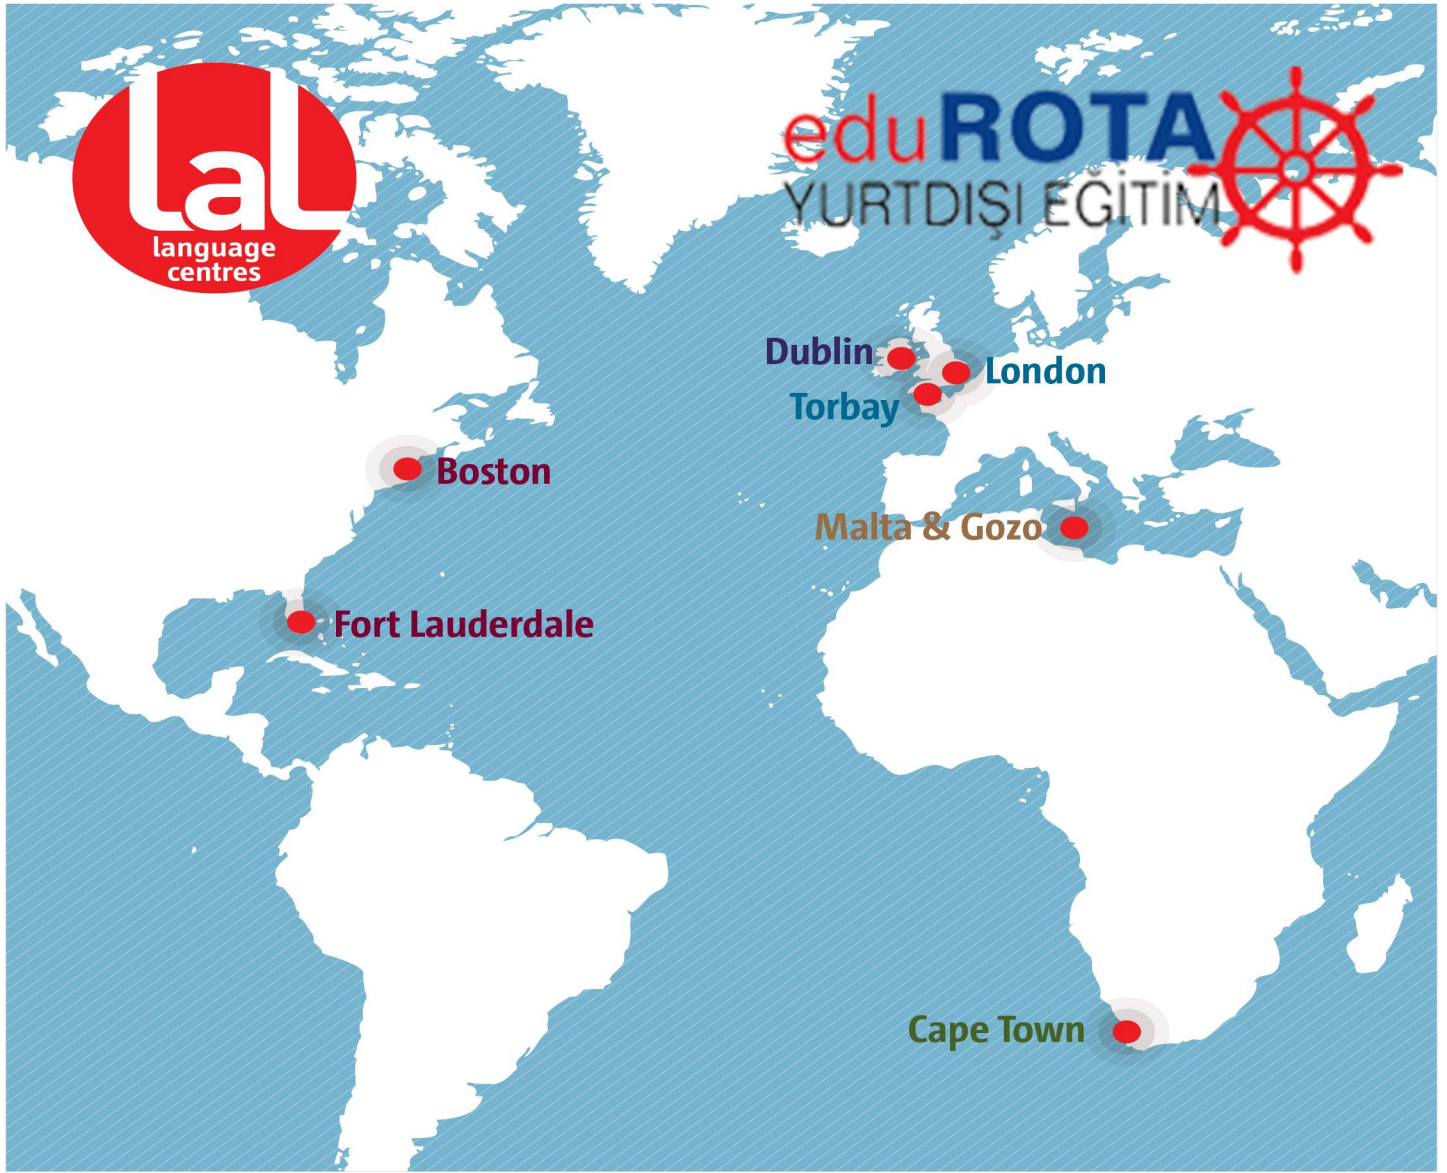 LaL
language
centres
eduROTA
YURTDIŞI EĞİTİM
Dublin
London
Torbay
Boston
Malta & Gozo
Fort Lauderdale
Cape Town